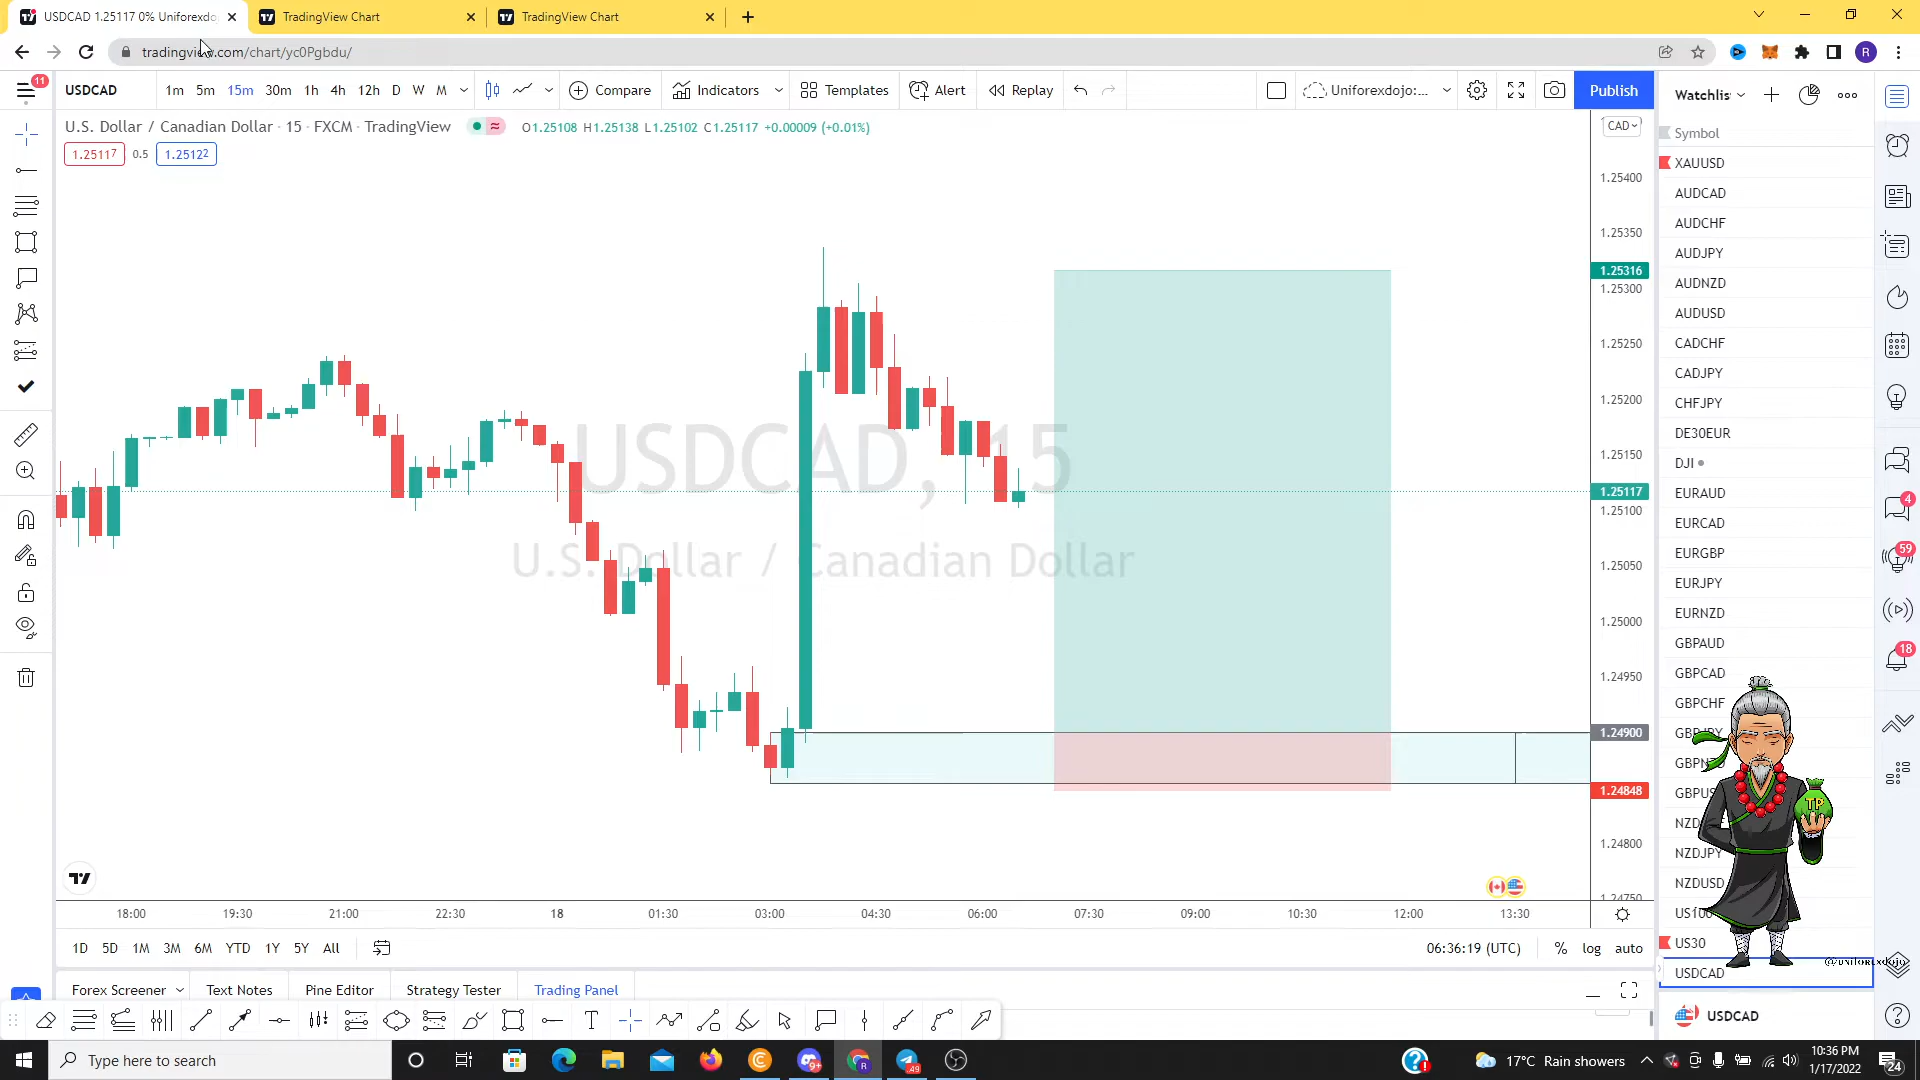 USDCAD 1.25117 0% Uniforexdo
TradingView Chart
TradingView Chart
tradingview.com/chart/yc0Pgbdu/
R
11
USDCAD
1m 5m 15m 30m 1h 4h 12h D W M
Compare
Indicators
Templates
Alert
Replay
Uniforexdojo:...
Publish
Watchlis
U.S. Dollar / Canadian Dollar · 15 · FXCM · TradingView
O1.25108 H1.25138 L1.25102 C1.25117 +0.00009 (+0.01%)
1.25117 0.5 1.25122
CAD
1.25400
1.25350
1.25316
1.25300
1.25250
1.25200
1.25150
1.25117
1.25100
1.25050
1.25000
1.24950
1.24900
1.24848
1.24800
1.24750
USDCAD, 15
U.S. Dollar / Canadian Dollar
Symbol
XAUUSD
AUDCAD
AUDCHF
AUDJPY
AUDNZD
AUDUSD
CADCHF
CADJPY
CHFJPY
DE30EUR
DJI
EURAUD
EURCAD
EURGBP
EURJPY
EURNZD
GBPAUD
GBPCAD
GBPCHF
NZDJPY
NZDUSD
US30
USDCAD
TP
@uniforexdojo
4
59
18
18:00 19:30 21:00 22:30 18 01:30 03:00 04:30 06:00 07:30 09:00 10:30 12:00 13:30
1D 5D 1M 3M 6M YTD 1Y 5Y All
06:36:19 (UTC) % log auto
Forex Screener Text Notes Pine Editor Strategy Tester Trading Panel
USDCAD
Type here to search
17°C Rain showers
10:36 PM
1/17/2022
24